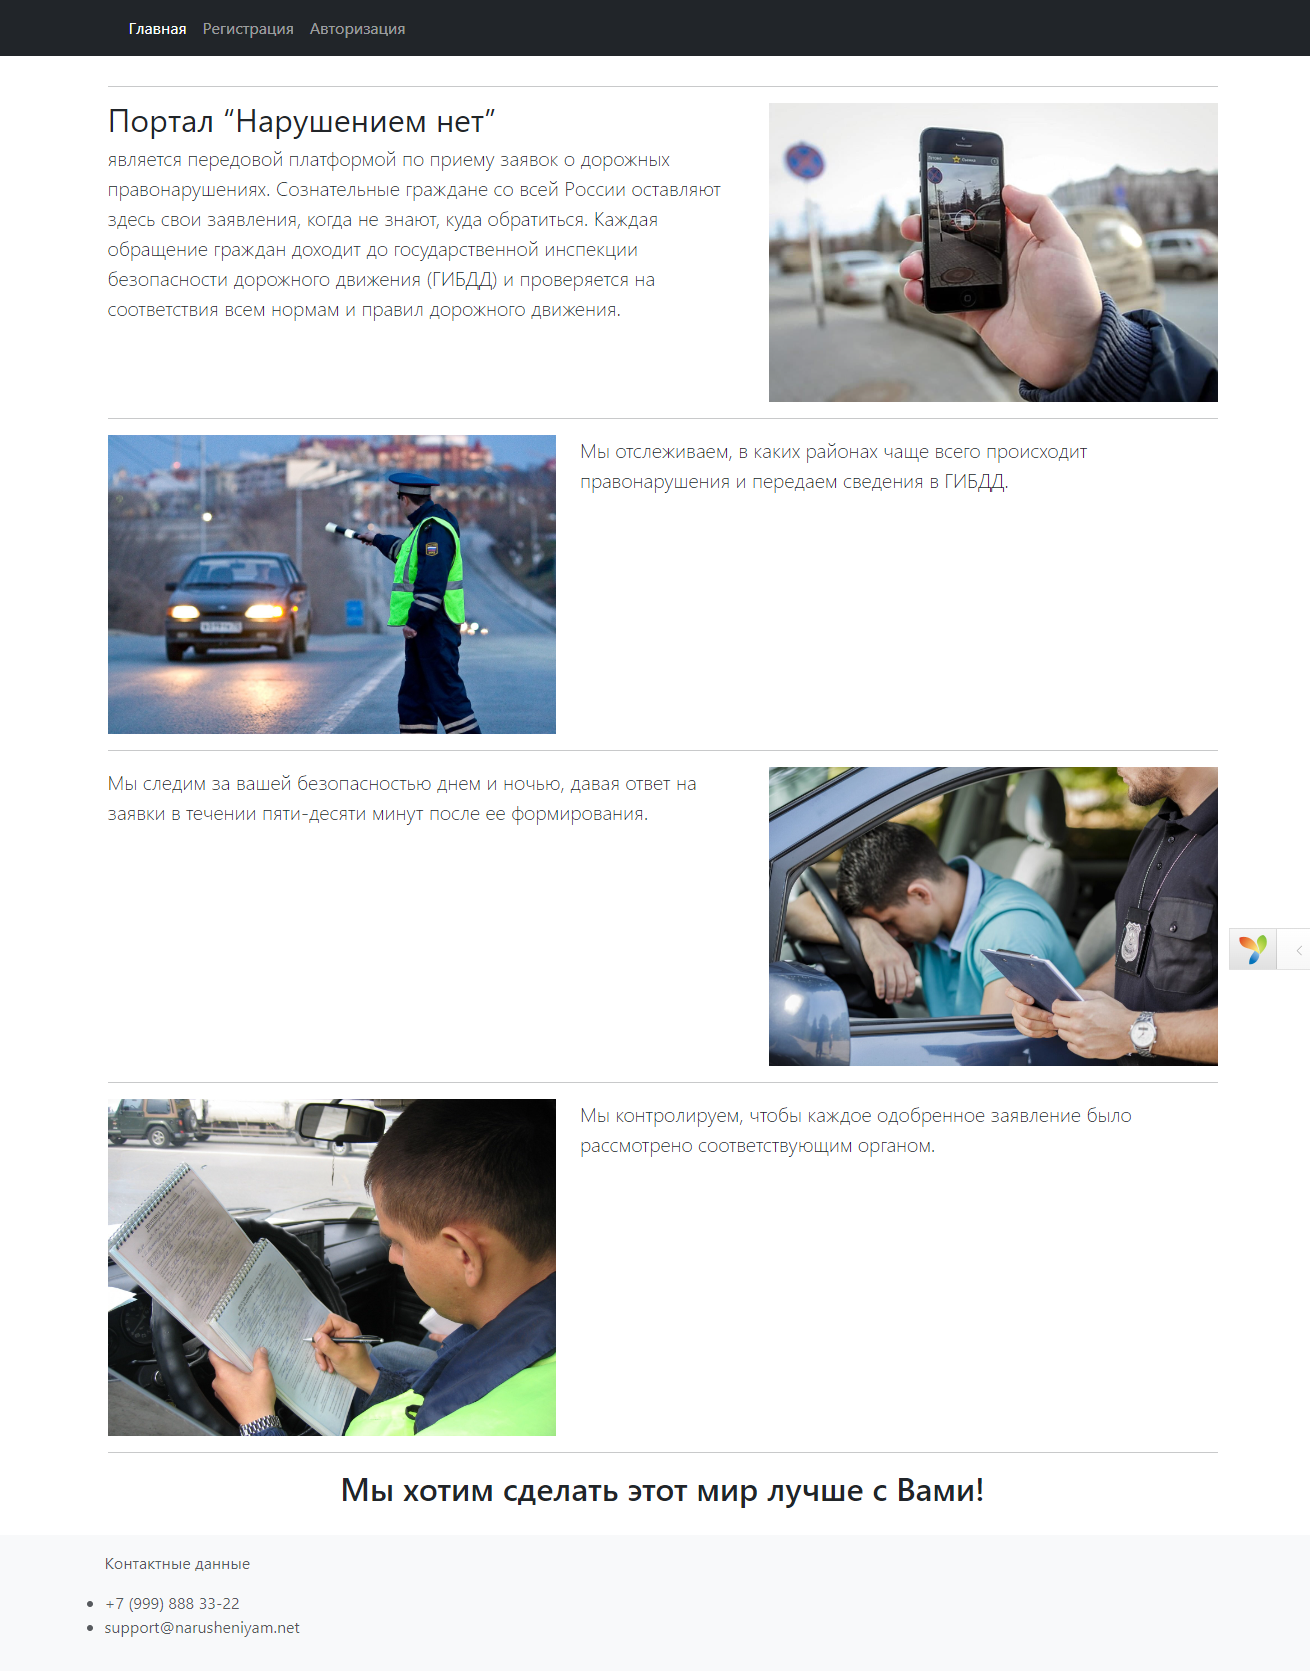 Главная Регистрация Авторизация
Портал “Нарушением нет”
является передовой платформой по приему заявок о дорожных
правонарушениях. Сознательные граждане со всей России оставляют
здесь свои заявления, когда не знают, куда обратиться. Каждая
обращение граждан доходит до государственной инспекции
безопасности дорожного движения (ГИБДД) и проверяется на
соответствия всем нормам и правил дорожного движения.
Мы отслеживаем, в каких районах чаще всего происходит
правонарушения и передаем сведения в ГИБДД.
Мы следим за вашей безопасностью днем и ночью, давая ответ на
заявки в течении пяти-десяти минут после ее формирования.
Мы контролируем, чтобы каждое одобренное заявление было
рассмотрено соответствующим органом.
Мы хотим сделать этот мир лучше с Вами!
Контактные данные
+7 (999) 888 33-22
support@narusheniyam.net